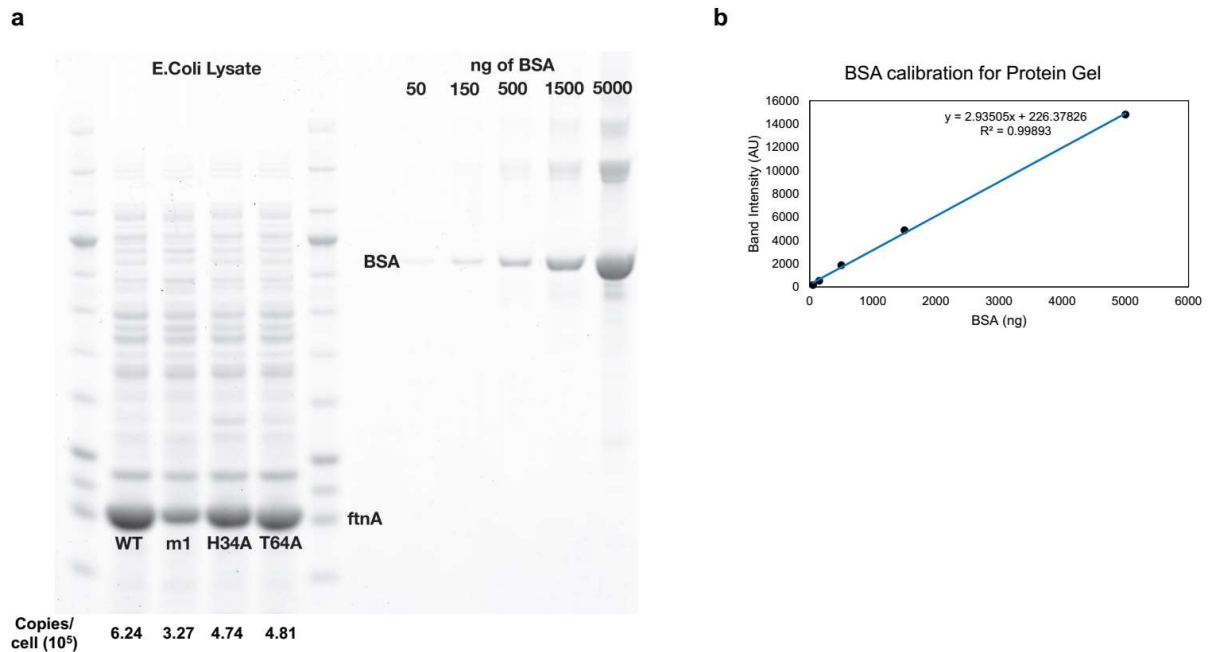 a
E.Coli Lysate
ng of BSA
50 150 500 1500 5000
BSA
ftnA
WT m1 H34A T64A
Copies/
cell (10⁵)
6.24 3.27 4.74 4.81
b
BSA calibration for Protein Gel
y = 2.93505x + 226.37826
R² = 0.99893
Band Intensity (AU)
16000
14000
12000
10000
8000
6000
4000
2000
0
0 1000 2000 3000 4000 5000 6000
BSA (ng)